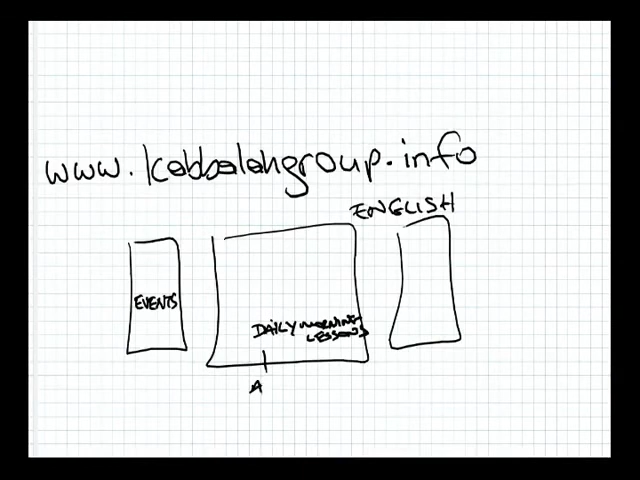 www.kabbalahgroup.info
ENGLISH
EVENTS
DAILY MORNING
LESSONS
A